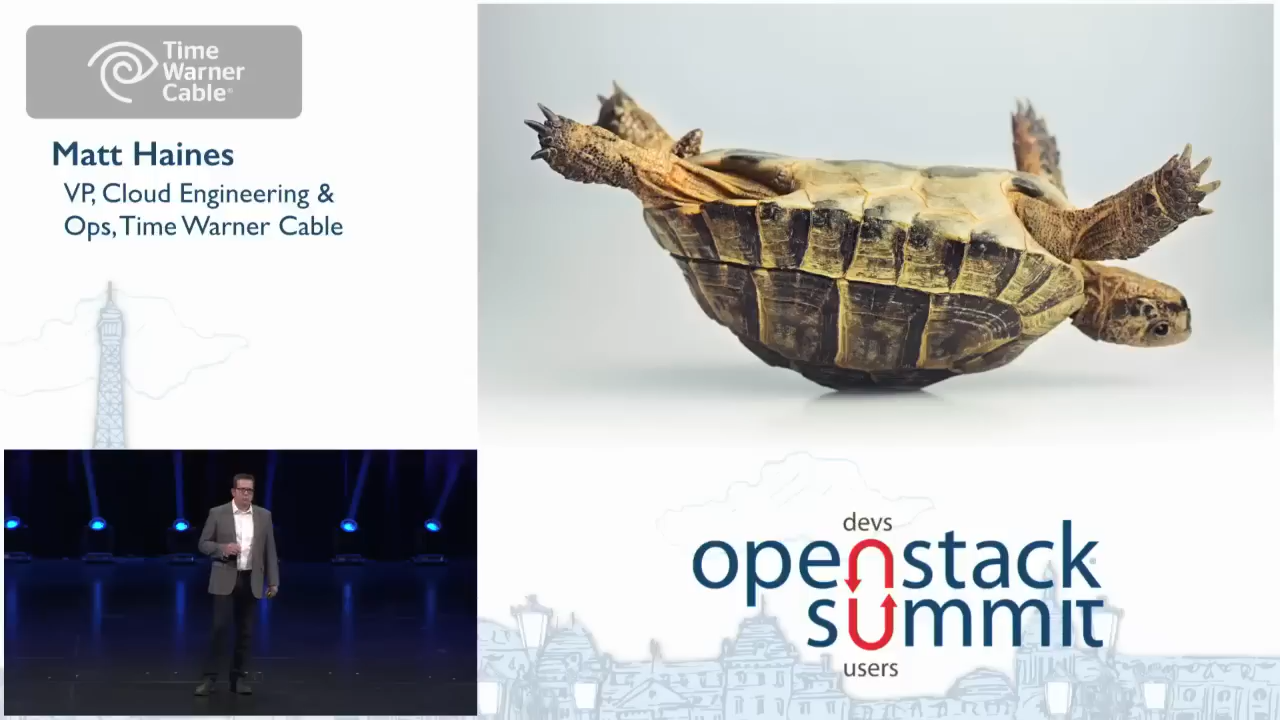 Time
Warner
Cable
Matt Haines
VP, Cloud Engineering &
Ops, Time Warner Cable
devs
openstack
summit
users